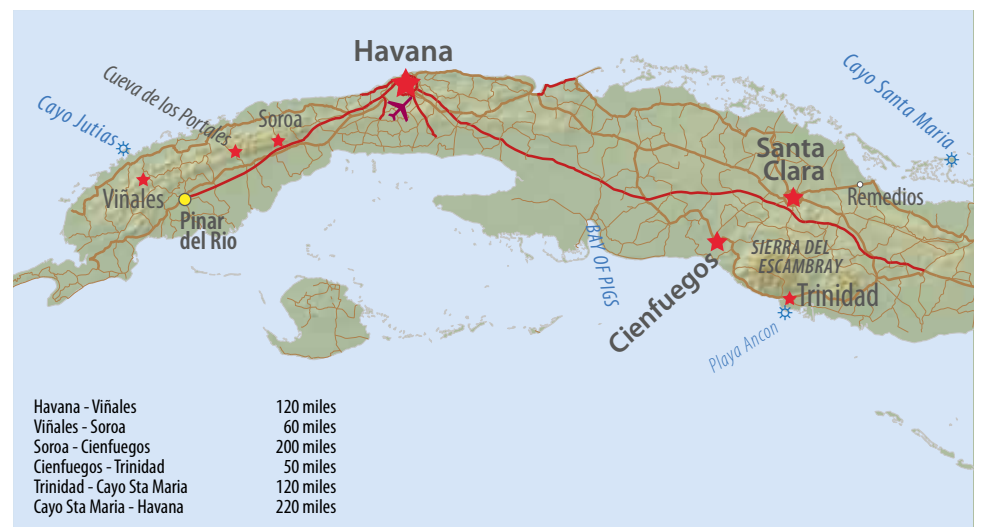 Havana
Cayo Jutias
Cueva de los Portales
Soroa
Cayo Santa Maria
Santa
Clara
Remedios
Viñales
Pinar
del Rio
BAY OF PIGS
SIERRA DEL
ESCAMBRAY
Cienfuegos
Trinidad
Playa Ancon
Havana - Viñales 120 miles
Viñales - Soroa 60 miles
Soroa - Cienfuegos 200 miles
Cienfuegos - Trinidad 50 miles
Trinidad - Cayo Sta Maria 120 miles
Cayo Sta Maria - Havana 220 miles